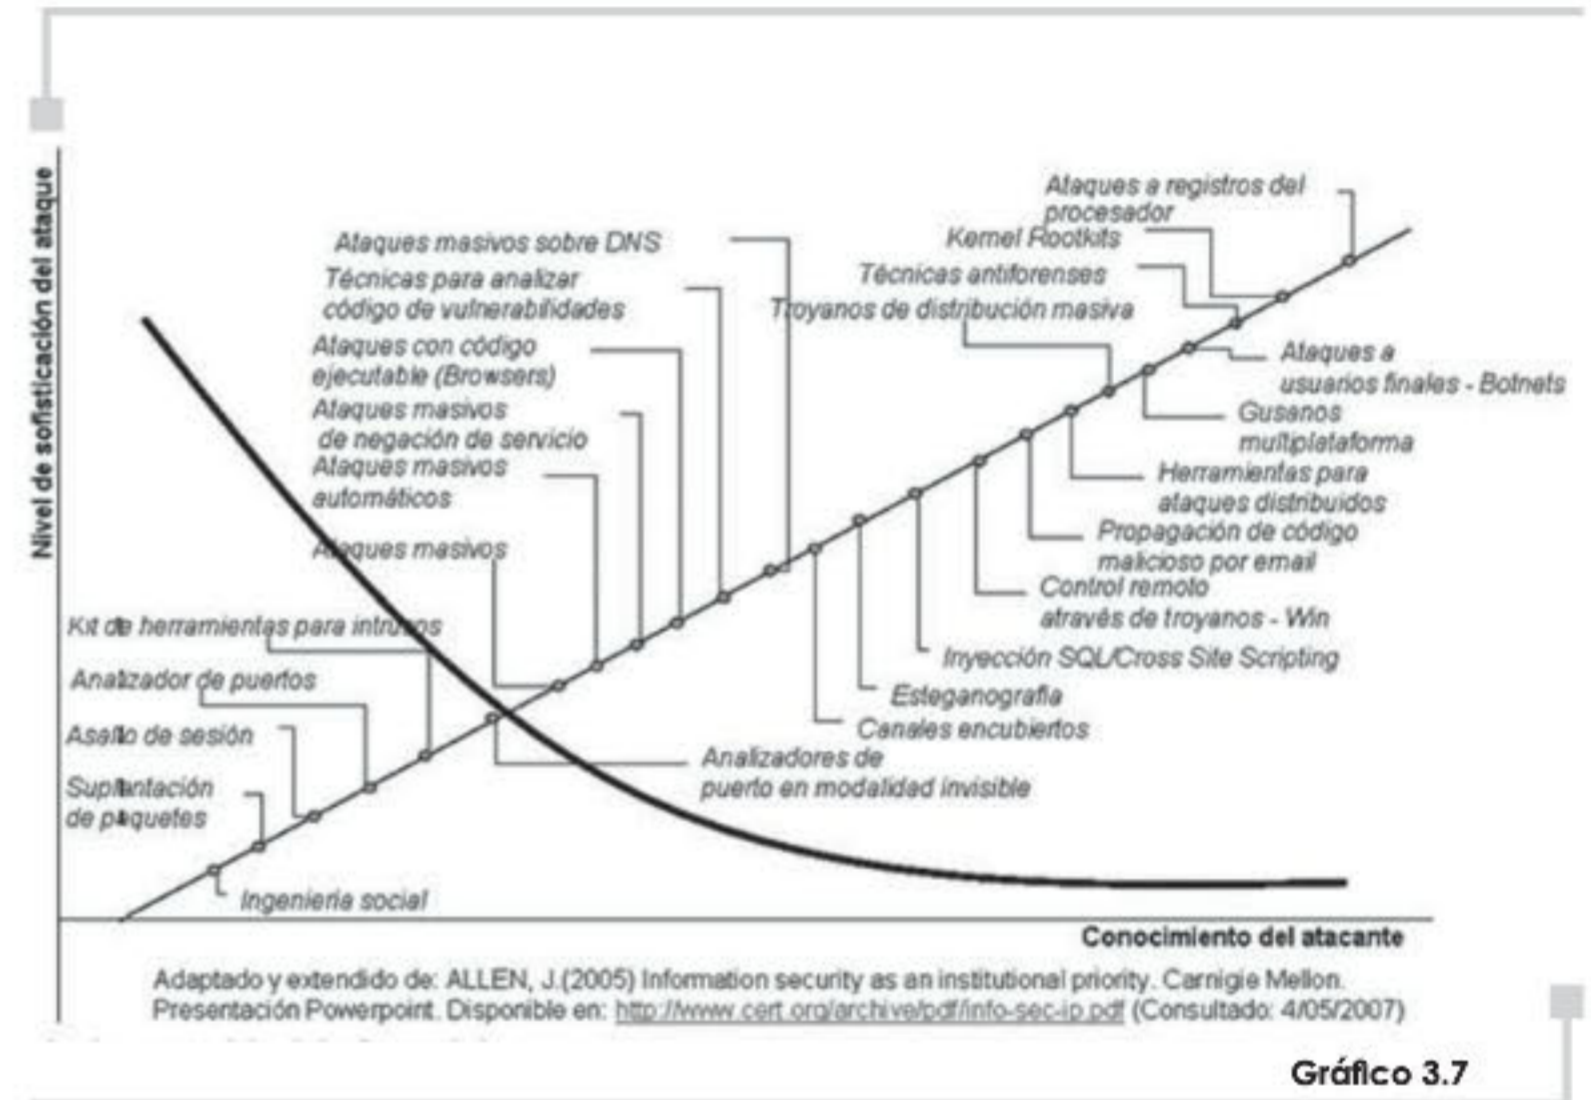 Nivel de sofisticación del ataque
Ataques a registros del
procesador
Kernel Rootkits
Ataques masivos sobre DNS
Técnicas antiforenses
Técnicas para analizar
código de vulnerabilidades
Troyanos de distribución masiva
Ataques con código
ejecutable (Browsers)
Ataques a
usuarios finales - Botnets
Ataques masivos
de negación de servicio
Gusanos
multiplataforma
Ataques masivos
automáticos
Herramientas para
ataques distribuidos
Ataques masivos
Propagación de código
malicioso por email
Control remoto
através de troyanos - Win
Kit de herramientas para intrusos
Inyección SQL/Cross Site Scripting
Analizador de puertos
Esteganografia
Asalto de sesión
Canales encubiertos
Analizadores de
puerto en modalidad invisible
Suplantación
de paquetes
Ingenieria social
Conocimiento del atacante
Adaptado y extendido de: ALLEN, J.(2005) Information security as an institutional priority. Carnigie Mellon.
Presentación Powerpoint. Disponible en: http://www.cert.org/archive/pdf/info-sec-ip.pdf (Consultado: 4/05/2007)
Gráfico 3.7